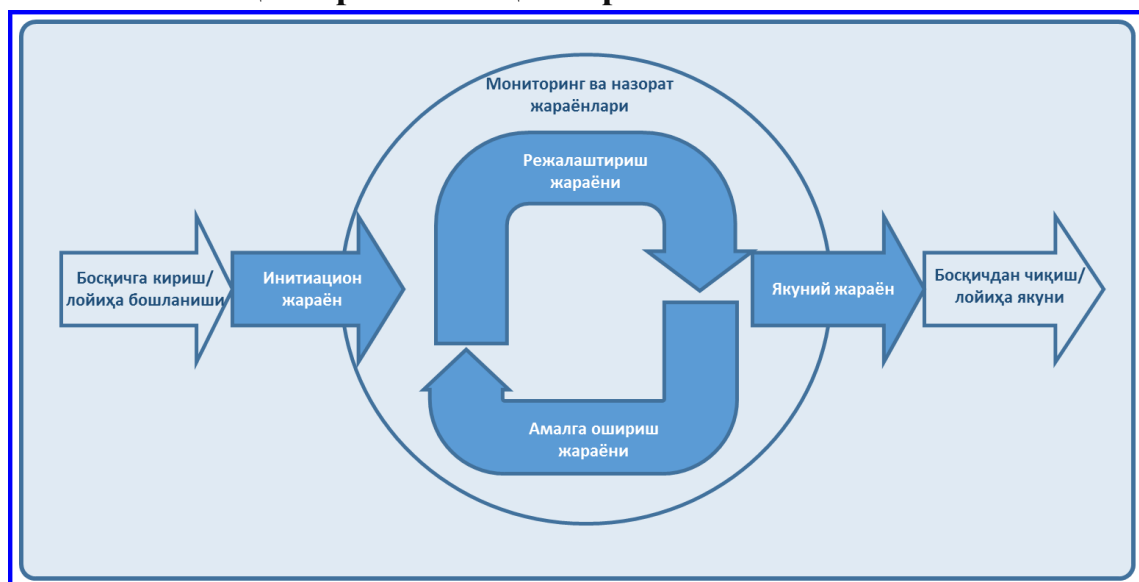 Мониторинг ва назорат
жараёнлари
Режалаштириш
жараёни
Босқичга кириш/
лойиҳа бошланиши
Инитиацион
жараён
Якуний жараён
Босқичдан чиқиш/
лойиҳа якуни
Амалга ошириш
жараёни